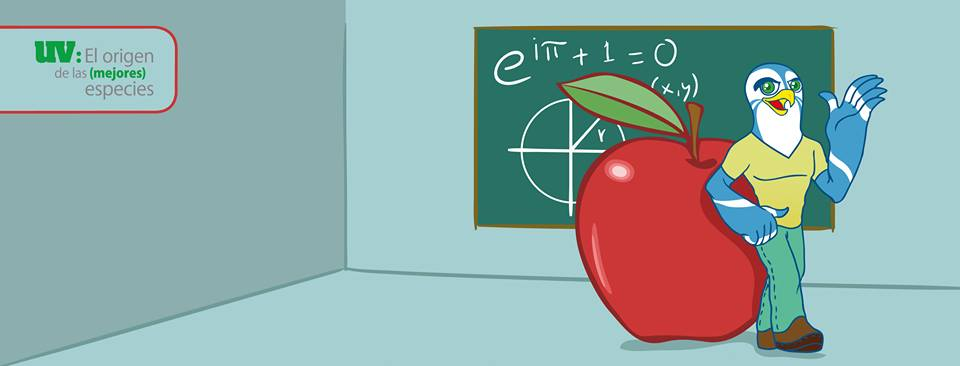 uv: El origen
de las (mejores)
especies
e^{iπ} + 1 = 0
(x,y)
r